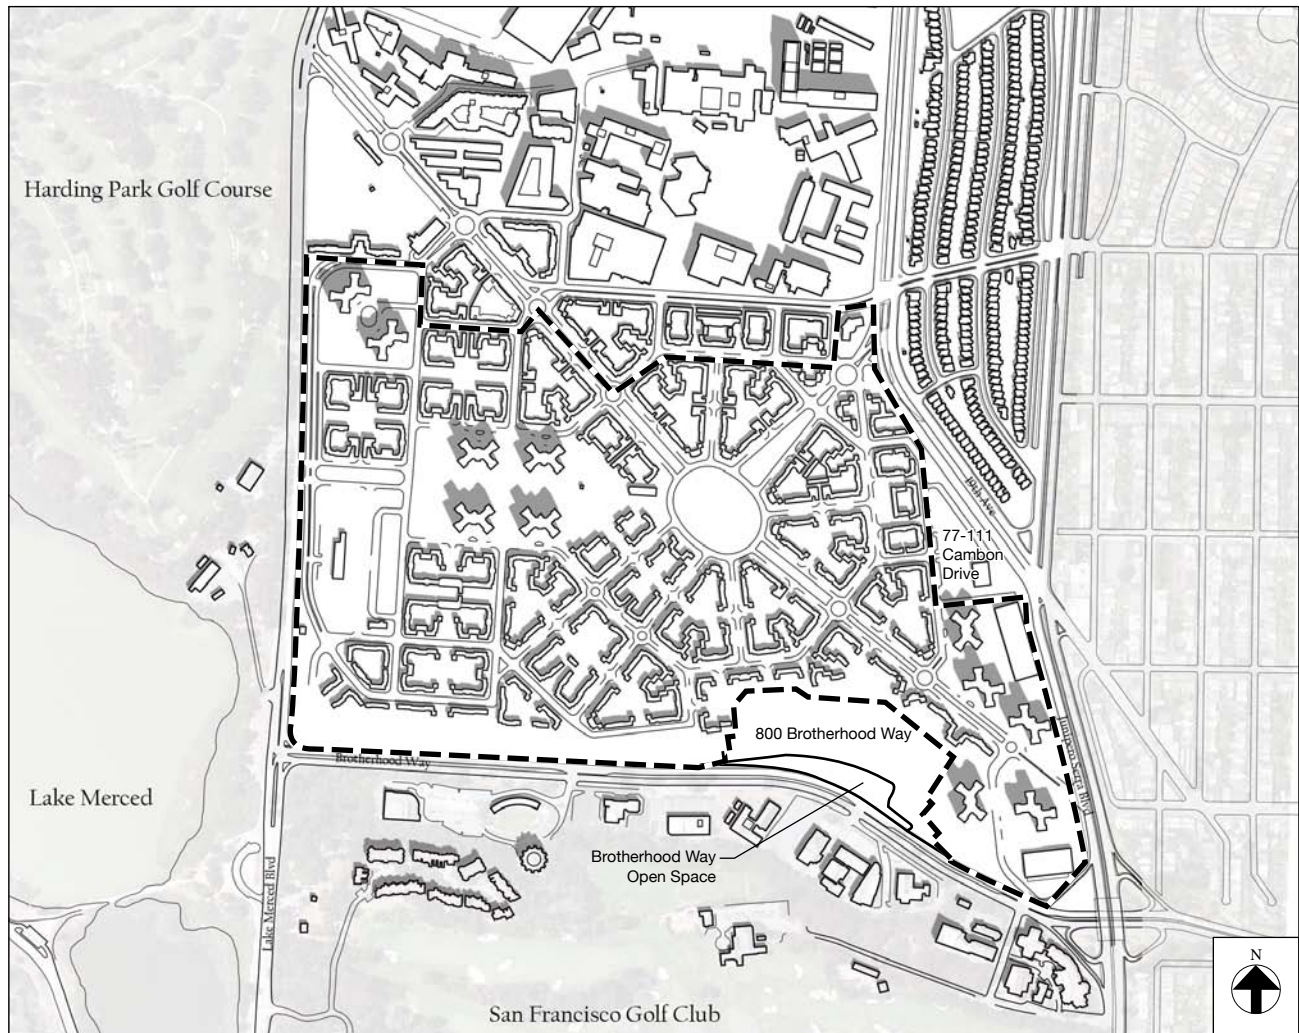 Harding Park Golf Course
19th Ave
77-111
Cambon
Drive
800 Brotherhood Way
Junipero Serra Blvd
Brotherhood Way
Lake Merced
Brotherhood Way
Open Space
Lake Merced Blvd
N
San Francisco Golf Club